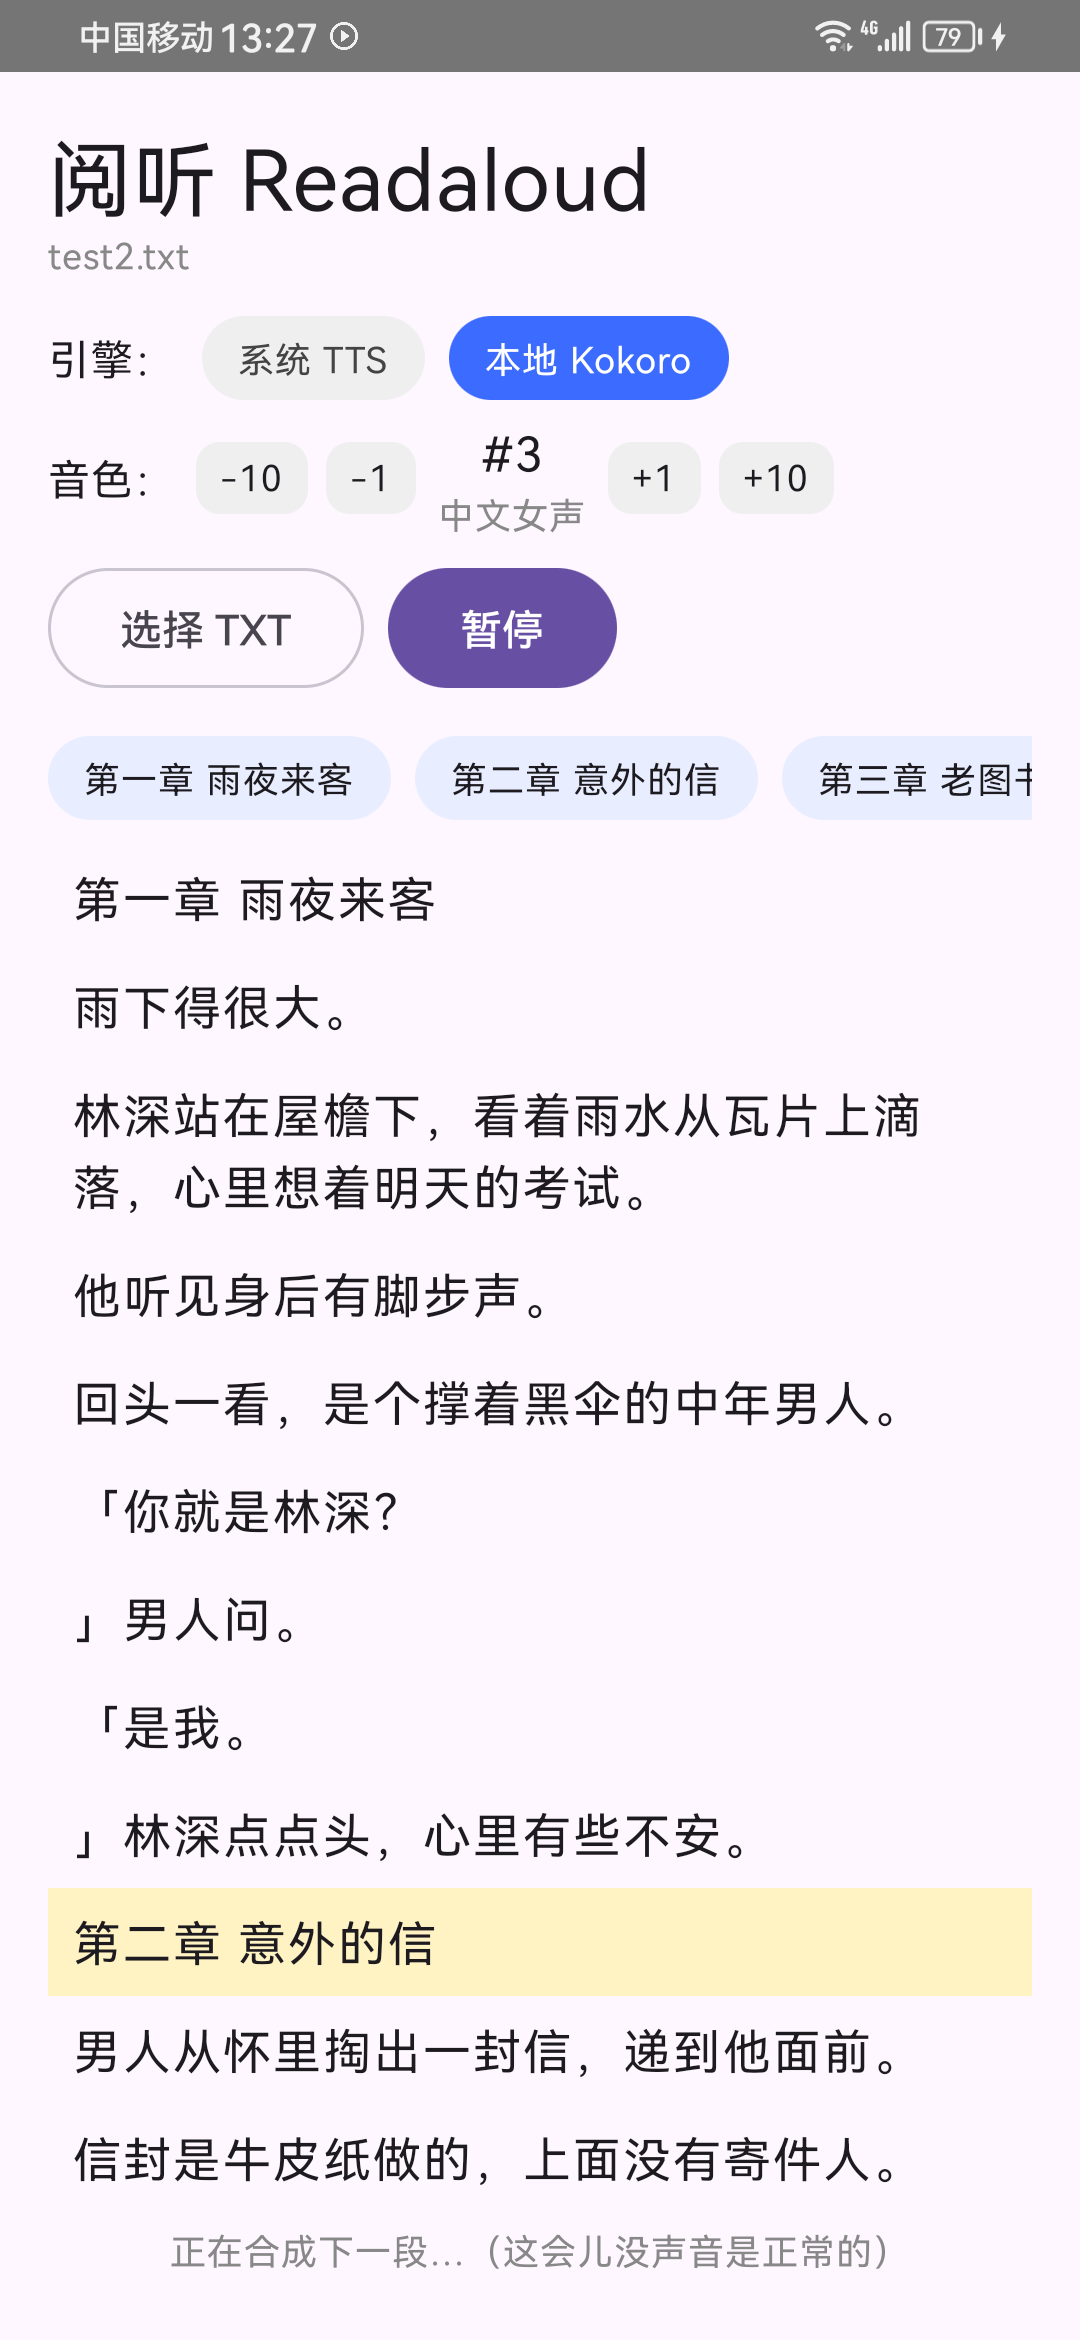 中国移动 13:27 4G 79
阅听 Readaloud
test2.txt
引擎： 系统 TTS 本地 Kokoro
音色： -10 -1 #3 +1 +10
中文女声
选择 TXT 暂停
第一章 雨夜来客 第二章 意外的信 第三章 老图
第一章 雨夜来客
雨下得很大。
林深站在屋檐下，看着雨水从瓦片上滴
落，心里想着明天的考试。
他听见身后有脚步声。
回头一看，是个撑着黑伞的中年男人。
「你就是林深？
」男人问。
「是我。
」林深点点头，心里有些不安。
第二章 意外的信
男人从怀里掏出一封信，递到他面前。
信封是牛皮纸做的，上面没有寄件人。
正在合成下一段...（这会儿没声音是正常的）